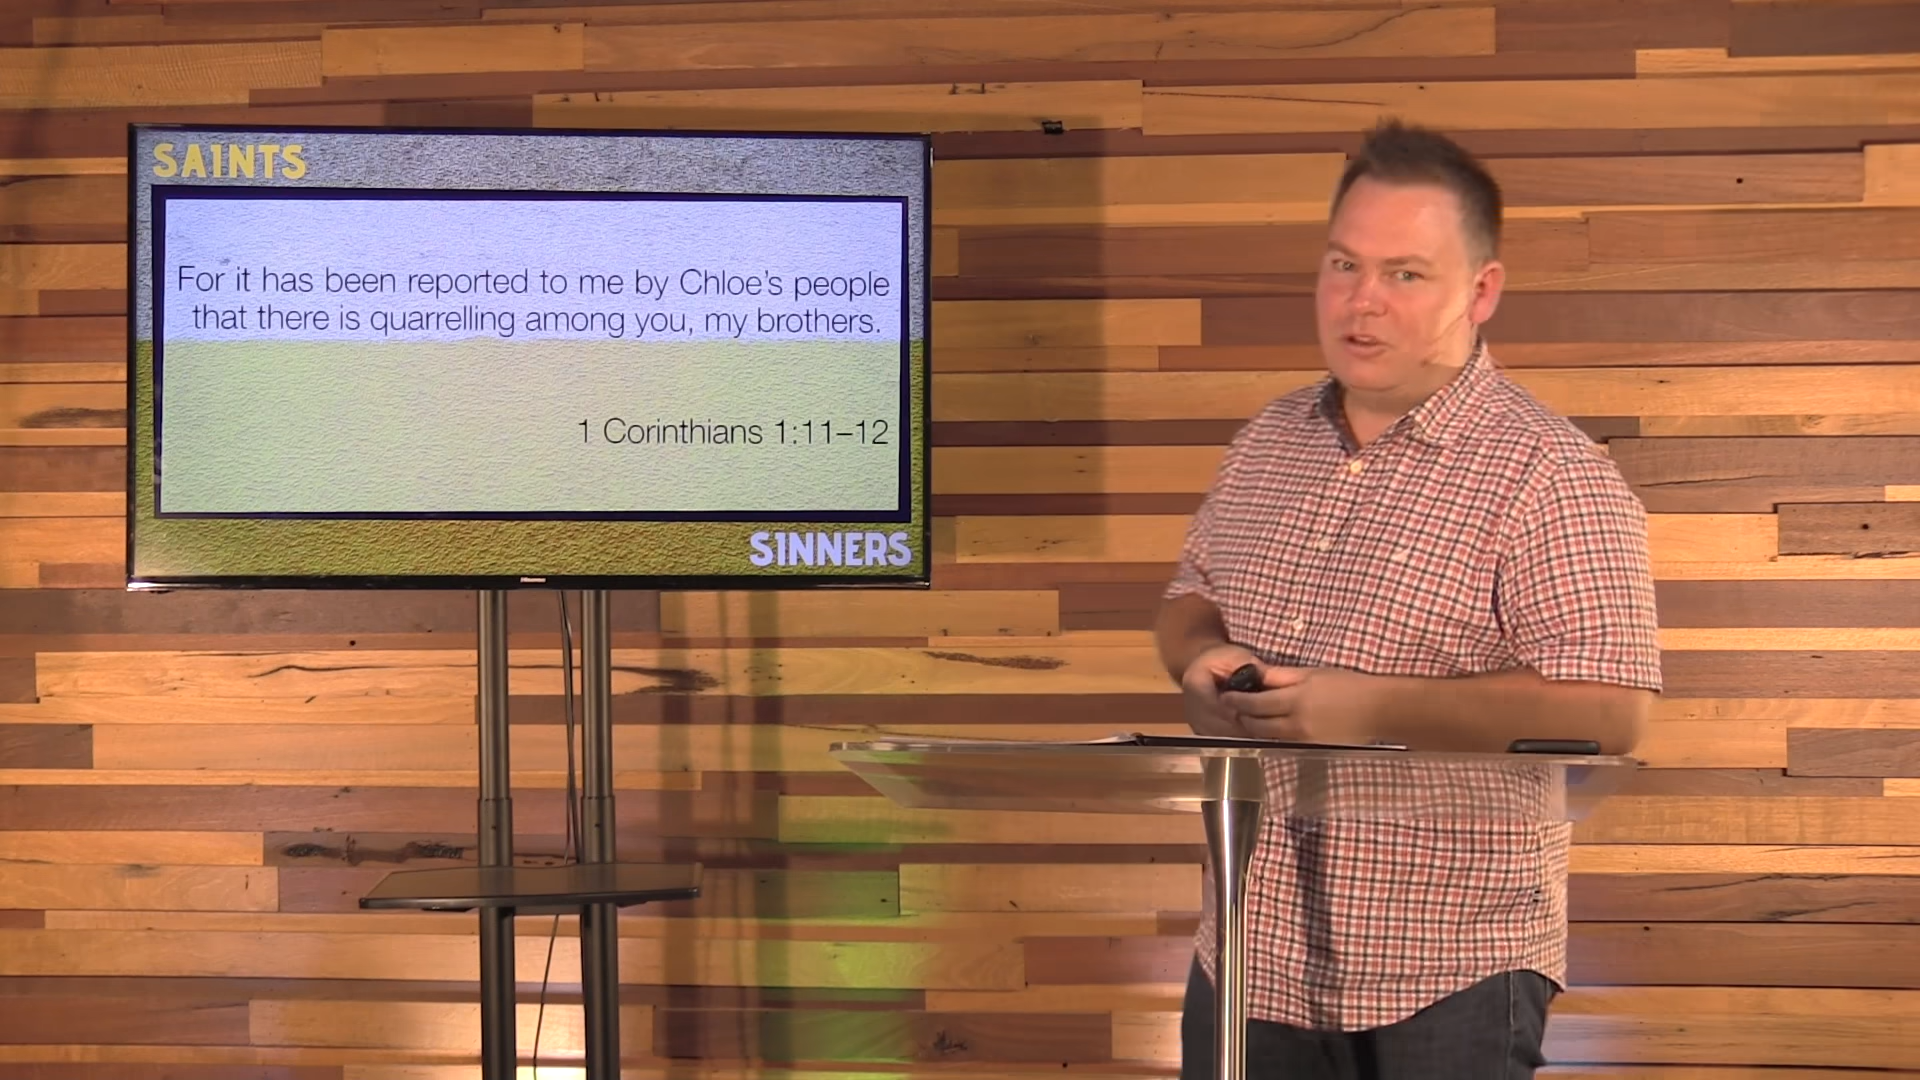 SAINTS
For it has been reported to me by Chloe's people
that there is quarrelling among you, my brothers.
1 Corinthians 1:11–12
SINNERS
Hisense